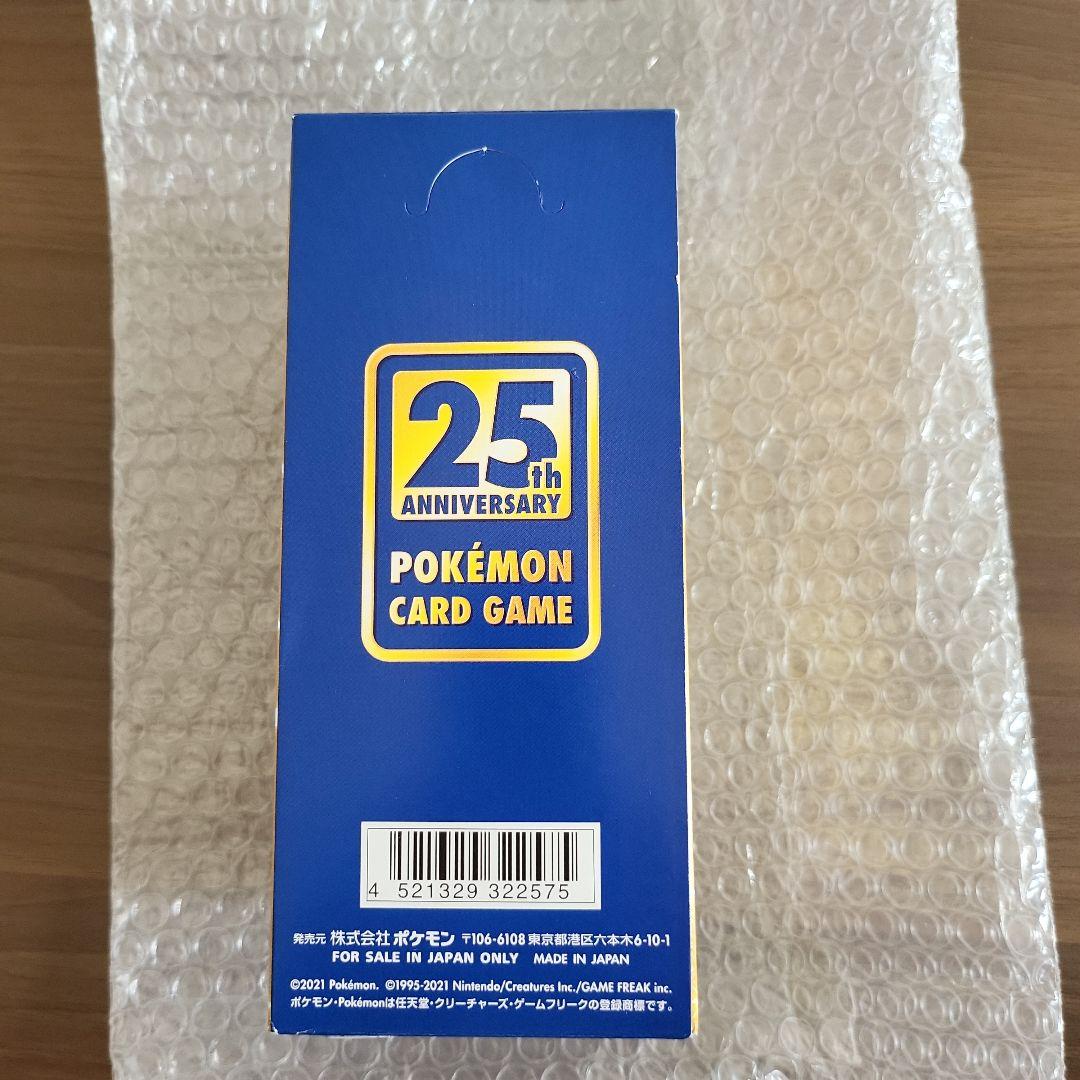 25th
ANNIVERSARY
POKÉMON
CARD GAME
4 521329 322575
発売元 株式会社ポケモン 〒106-6108 東京都港区六本木6-10-1
FOR SALE IN JAPAN ONLY MADE IN JAPAN
©2021 Pokémon. ©1995-2021 Nintendo/Creatures Inc./GAME FREAK inc.
ポケモン・Pokémonは任天堂・クリーチャーズ・ゲームフリークの登録商標です。